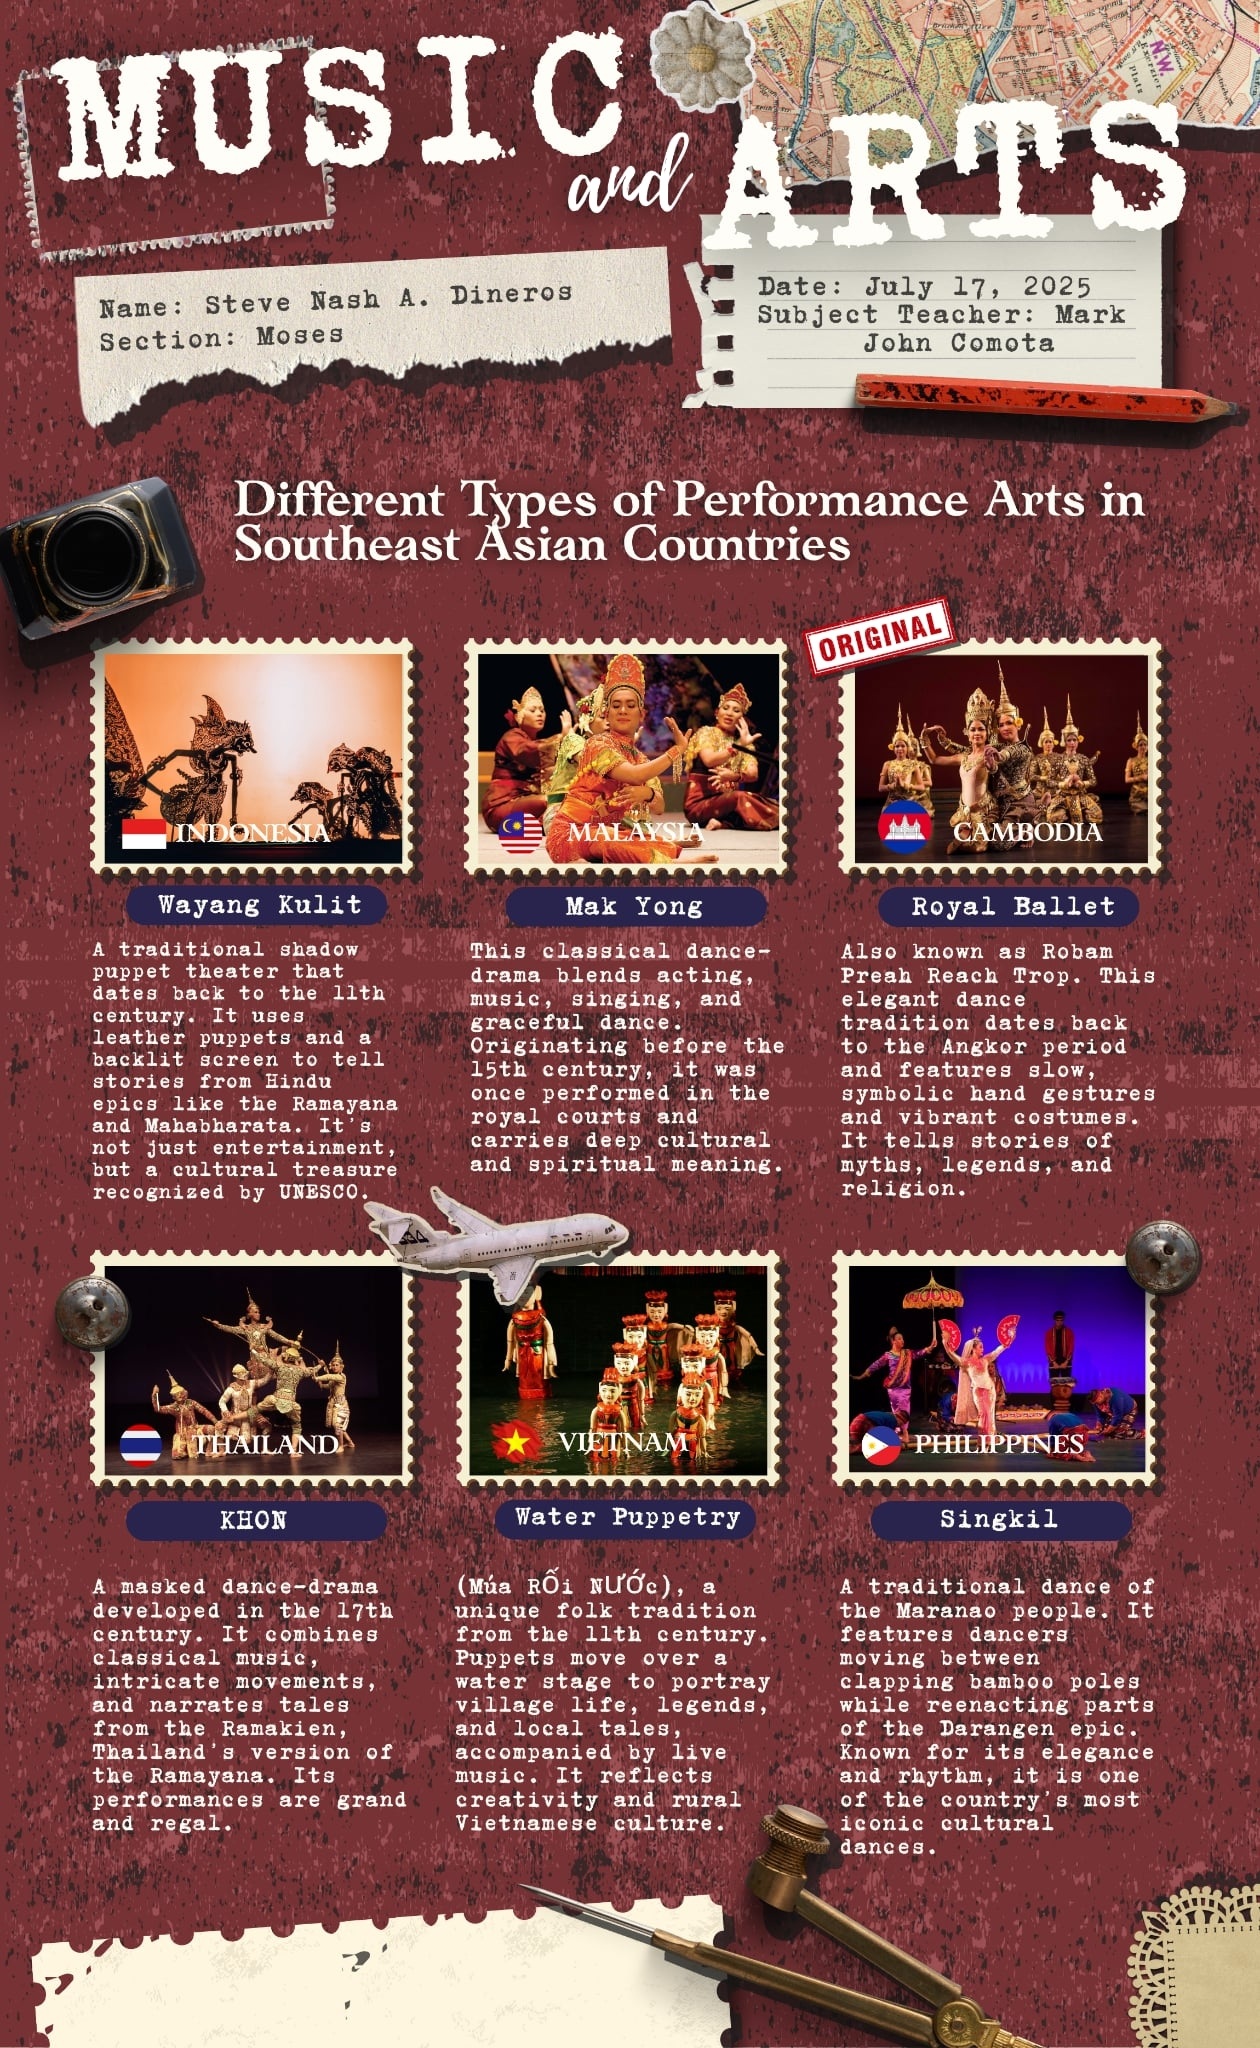 MUSIC
and
ARTS
Name: Steve Nash A. Dineros
Section: Moses
Date: July 17, 2025
Subject Teacher: Mark
John Comota
Different Types of Performance Arts in
Southeast Asian Countries
INDONESIA
Wayang Kulit
A traditional shadow
puppet theater that
dates back to the 11th
century. It uses
leather puppets and a
backlit screen to tell
stories from Hindu
epics like the Ramayana
and Mahabharata. It's
not just entertainment,
but a cultural treasure
recognized by UNESCO.
MALAYSIA
Mak Yong
This classical dance-
drama blends acting,
music, singing, and
graceful dance.
Originating before the
15th century, it was
once performed in the
royal courts and
carries deep cultural
and spiritual meaning.
ORIGINAL
CAMBODIA
Royal Ballet
Also known as Robam
Preah Reach Trop. This
elegant dance
tradition dates back
to the Angkor period
and features slow,
symbolic hand gestures
and vibrant costumes.
It tells stories of
myths, legends, and
religion.
THAILAND
KHON
A masked dance-drama
developed in the 17th
century. It combines
classical music,
intricate movements,
and narrates tales
from the Ramakien,
Thailand's version of
the Ramayana. Its
performances are grand
and regal.
VIETNAM
Water Puppetry
(Múa Rối Nước), a
unique folk tradition
from the 11th century.
Puppets move over a
water stage to portray
village life, legends,
and local tales,
accompanied by live
music. It reflects
creativity and rural
Vietnamese culture.
PHILIPPINES
Singkil
A traditional dance of
the Maranao people. It
features dancers
moving between
clapping bamboo poles
while reenacting parts
of the Darangen epic.
Known for its elegance
and rhythm, it is one
of the country's most
iconic cultural
dances.